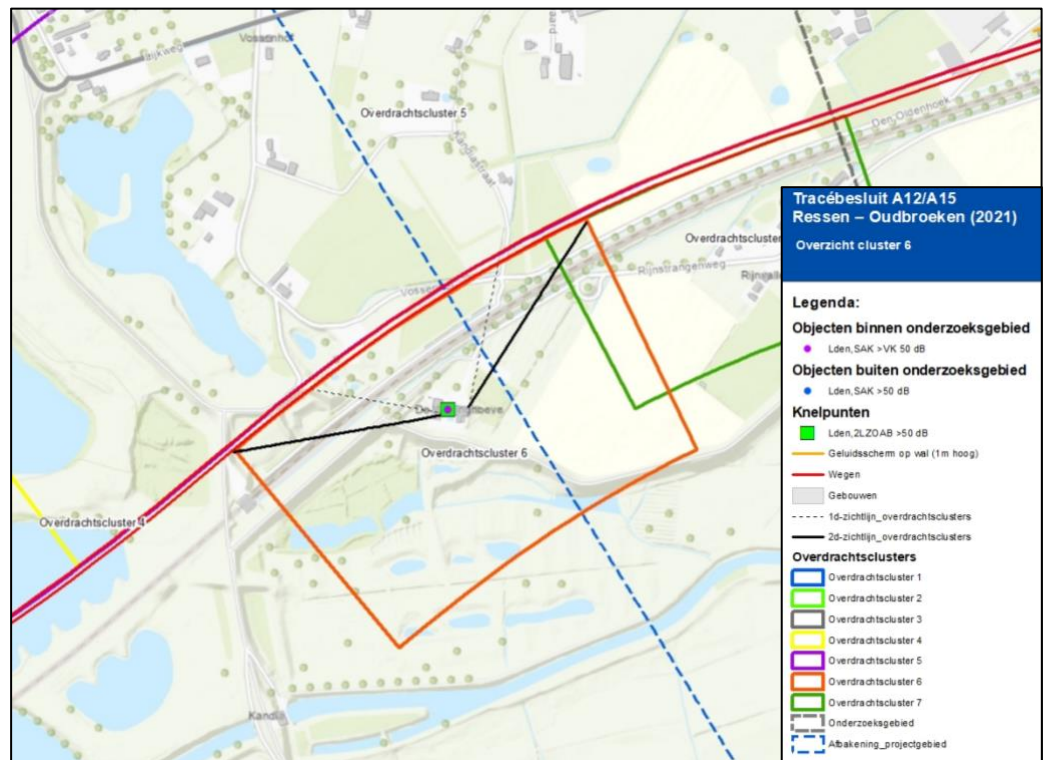 Vossenhof
Dijkweg
Overdrachtscluster 5
Kandiastraat
Den Oldenhoek
Overdrachtscluster
Rijnstrangenweg
Overdrachtscluster 6
Overdrachtscluster 4
Kandia
Tracébesluit A12/A15
Ressen – Oudbroeken (2021)
Overzicht cluster 6
Legenda:
Objecten binnen onderzoeksgebied
Lden,SAK >VK 50 dB
Objecten buiten onderzoeksgebied
Lden,SAK >50 dB
Knelpunten
Lden,2LZOAB >50 dB
Geluidsscherm op wal (1m hoog)
Wegen
Gebouwen
1d-zichtlijn_overdrachtsclusters
2d-zichtlijn_overdrachtsclusters
Overdrachtsclusters
Overdrachtscluster 1
Overdrachtscluster 2
Overdrachtscluster 3
Overdrachtscluster 4
Overdrachtscluster 5
Overdrachtscluster 6
Overdrachtscluster 7
Onderzoeksgebied
Afbakening_projectgebied